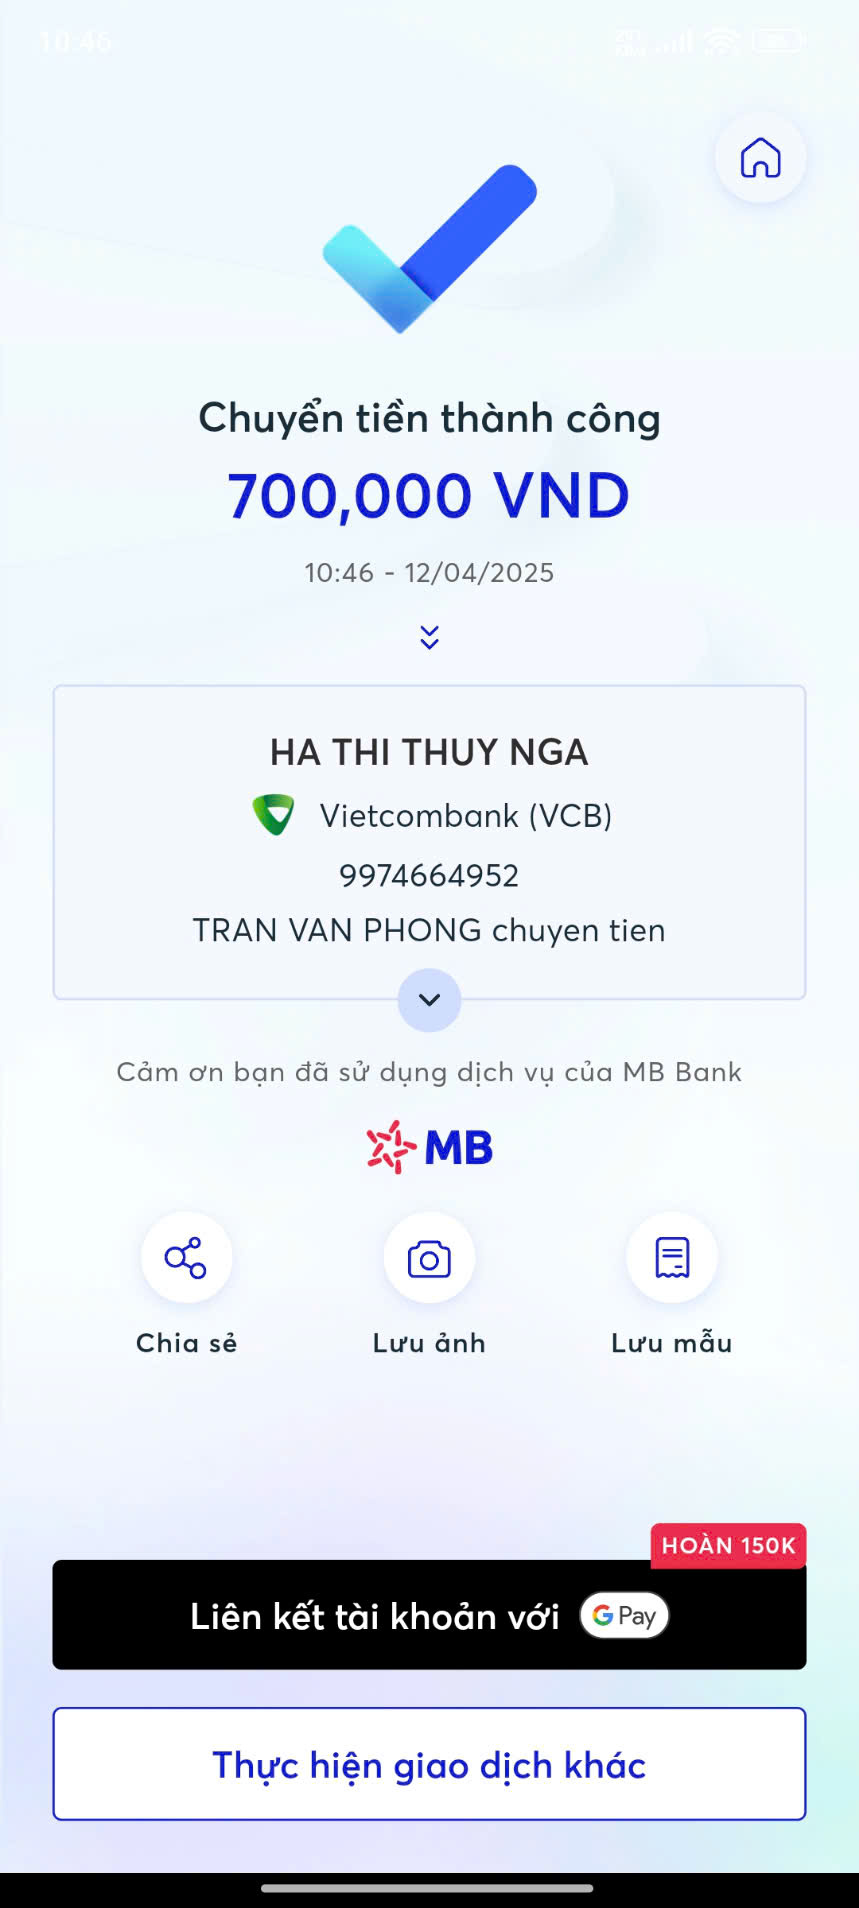 10:46
Chuyển tiền thành công
700,000 VND
10:46 - 12/04/2025
HA THI THUY NGA
Vietcombank (VCB)
9974664952
TRAN VAN PHONG chuyen tien
Cảm ơn bạn đã sử dụng dịch vụ của MB Bank
MB
Chia sẻ Lưu ảnh Lưu mẫu
HOÀN 150K
Liên kết tài khoản với G Pay
Thực hiện giao dịch khác